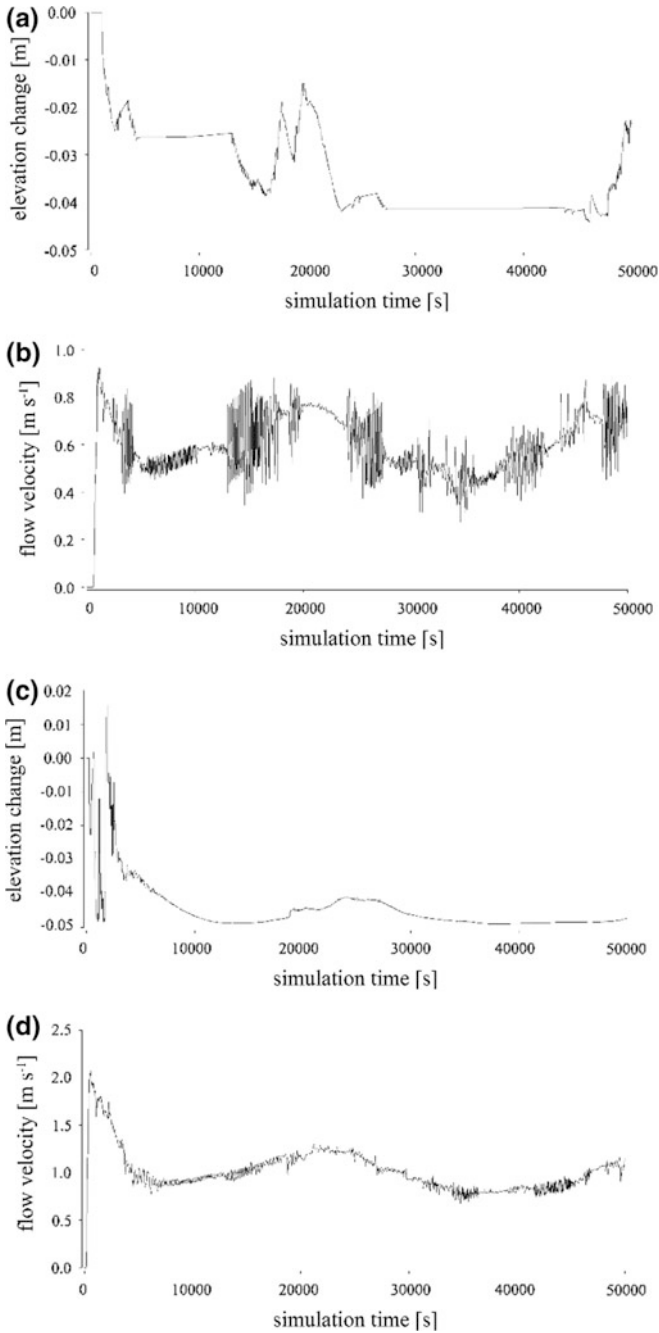 (a)
0.00
-0.01
-0.02
-0.03
-0.04
-0.05
elevation change [m]
0 10000 20000 30000 40000 50000
simulation time [s]
(b)
1.0
0.8
0.6
0.4
0.2
0.0
flow velocity [m s⁻¹]
0 10000 20000 30000 40000 50000
simulation time [s]
(c)
0.02
0.01
0.00
-0.01
-0.02
-0.03
-0.04
-0.05
elevation change [m]
0 10000 20000 30000 40000 50000
simulation time [s]
(d)
2.5
2.0
1.5
1.0
0.5
0.0
flow velocity [m s⁻¹]
0 10000 20000 30000 40000 50000
simulation time [s]